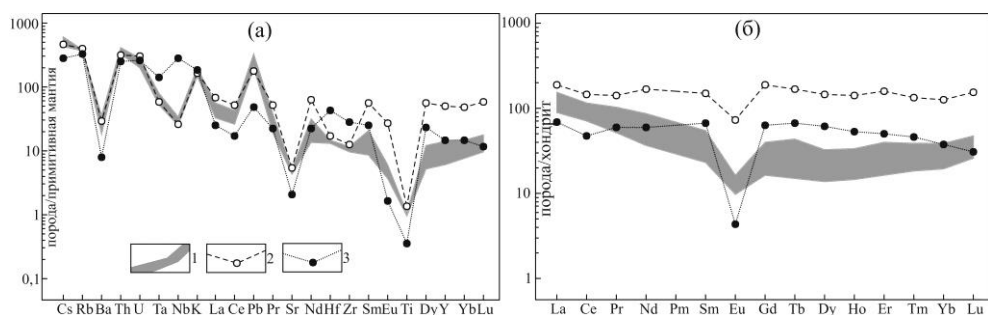 (а)
порода/примитивная мантия
1000
100
10
1
0,1
1
2
3
Cs Rb Ba Th U Ta Nb K La Ce Pb Pr Sr Nd Hf Zr Sm Eu Ti Dy Y Yb Lu
(б)
порода/хондрит
1000
100
10
1
La Ce Pr Nd Pm Sm Eu Gd Tb Dy Ho Er Tm Yb Lu